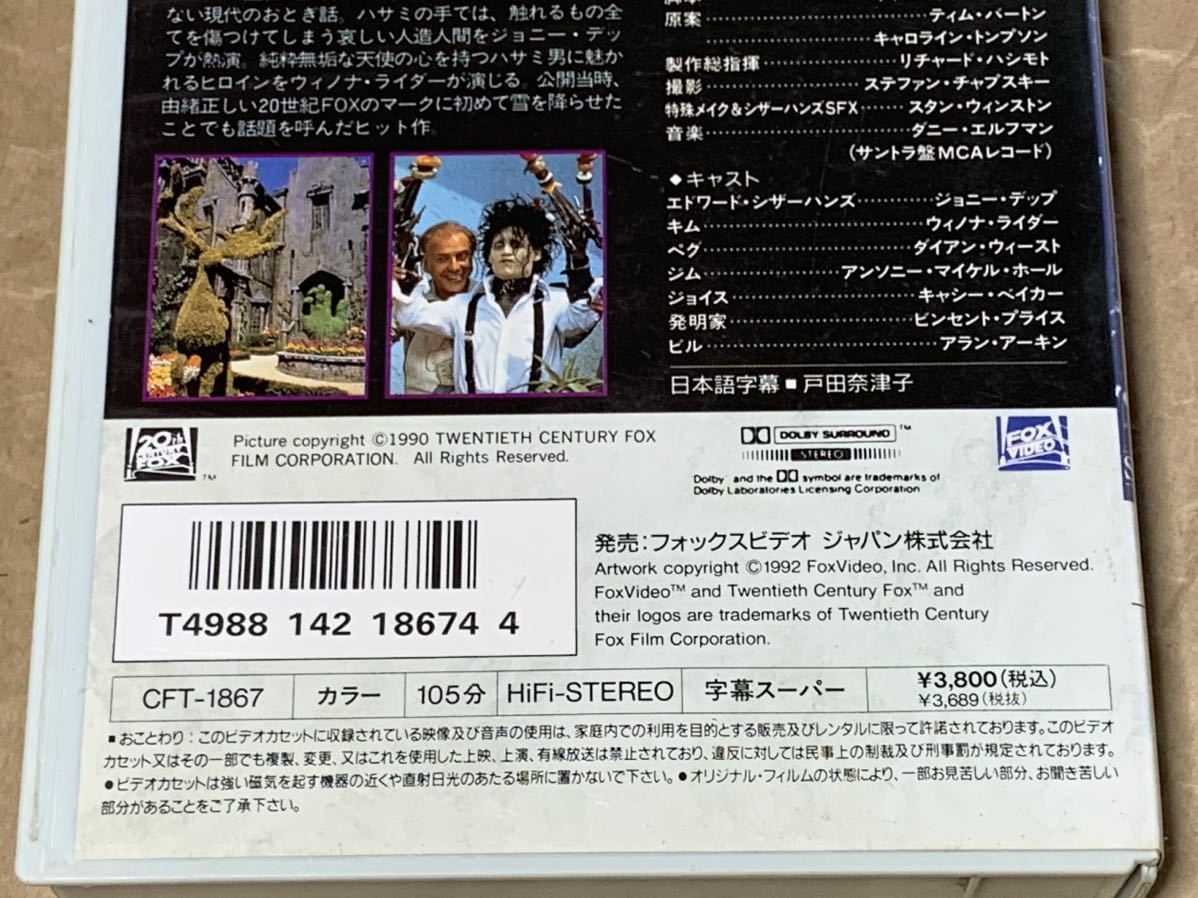 ない現代のおとぎ話。ハサミの手では、触れるもの全
てを傷つけてしまう哀しい人造人間をジョニー・デッ
プが熱演。純粋無垢な天使の心を持つハサミ男に魅か
れるヒロインをウィノナ・ライダーが演じる。公開当時、
由緒正しい20世紀FOXのマークに初めて雪を降らせた
ことでも話題を呼んだヒット作。
原案……ティム・バートン
……キャロライン・トンプソン
製作総指揮……リチャード・ハシモト
撮影……ステファン・チャプスキー
特殊メイク&シザーハンズSFX……スタン・ウィンストン
音楽……ダニー・エルフマン
(サントラ盤MCAレコード)
◆キャスト
エドワード・シザーハンズ……ジョニー・デップ
キム……ウィノナ・ライダー
ペグ……ダイアン・ウィースト
ジム……アンソニー・マイケル・ホール
ジョイス……キャシー・ベイカー
発明家……ビンセント・プライス
ビル……アラン・アーキン
日本語字幕■戸田奈津子
20th CENTURY FOX TM
Picture copyright ©1990 TWENTIETH CENTURY FOX
FILM CORPORATION. All Rights Reserved.
DOLBY SURROUND TM
STEREO
Dolby and the DD symbol are trademarks of
Dolby Laboratories Licensing Corporation
FOX VIDEO
T4988 142 18674 4
発売:フォックスビデオ ジャパン株式会社
Artwork copyright ©1992 FoxVideo, Inc. All Rights Reserved.
FoxVideo™ and Twentieth Century Fox™ and
their logos are trademarks of Twentieth Century
Fox Film Corporation.
CFT-1867 カラー 105分 HiFi-STEREO 字幕スーパー ¥3,800(税込)
¥3,689(税抜)
■おことわり:このビデオカセットに収録されている映像及び音声の使用は、家庭内での利用を目的とする販売及びレンタルに限って許諾されております。このビデオ
カセット又はその一部でも複製、変更、又はこれを使用した上映、上演、有線放送は禁止されており、違反に対しては民事上の制裁及び刑事罰が規定されております。
●ビデオカセットは強い磁気を起す機器の近くや直射日光のあたる場所に置かないで下さい。●オリジナル・フィルムの状態により、一部お見苦しい部分、お聞き苦しい
部分があることをご了承下さい。